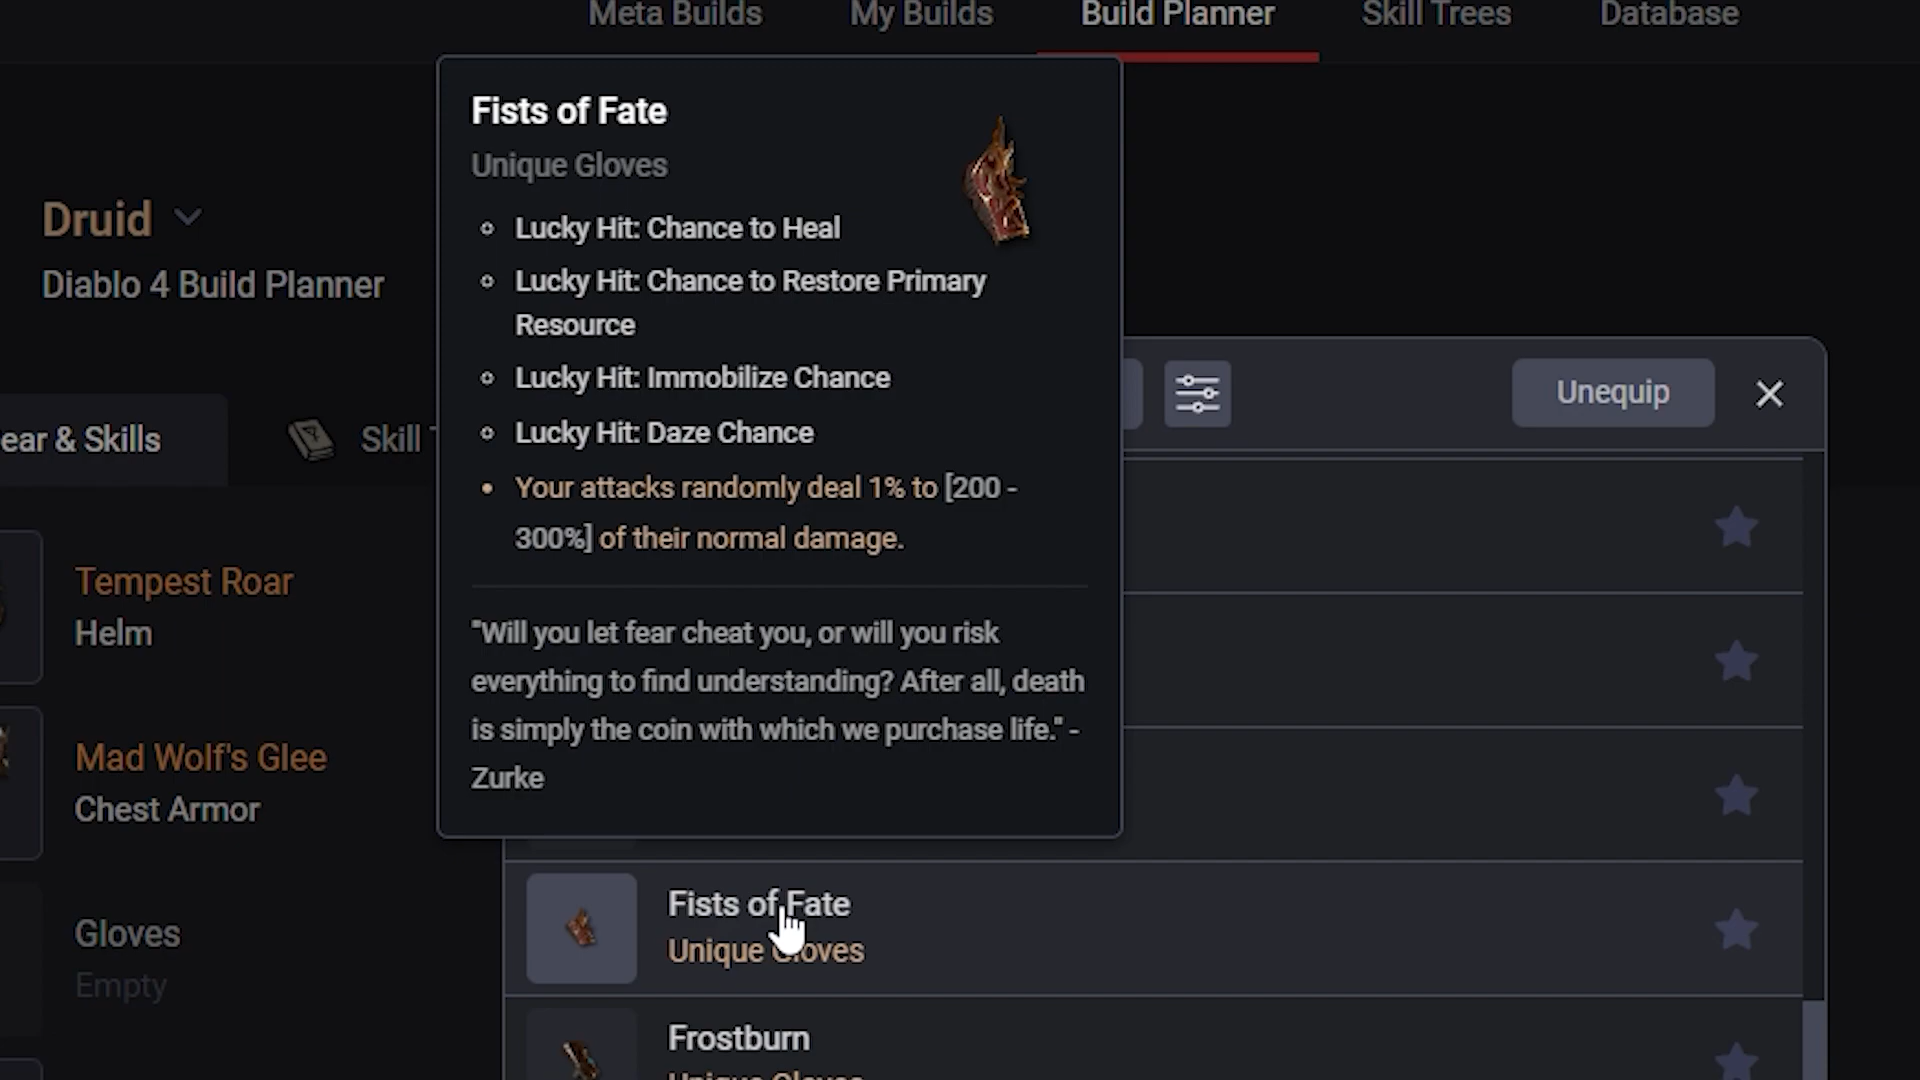 Meta Builds My Builds Build Planner Skill Trees Database
Fists of Fate
Unique Gloves
Lucky Hit: Chance to Heal
Lucky Hit: Chance to Restore Primary
Resource
Lucky Hit: Immobilize Chance
Lucky Hit: Daze Chance
Your attacks randomly deal 1% to [200 -
300%] of their normal damage.
"Will you let fear cheat you, or will you risk
everything to find understanding? After all, death
is simply the coin with which we purchase life." -
Zurke
Druid
Diablo 4 Build Planner
ear & Skills
Skill
Unequip
Tempest Roar
Helm
Mad Wolf's Glee
Chest Armor
Gloves
Empty
Fists of Fate
Unique Gloves
Frostburn
Unique Gloves